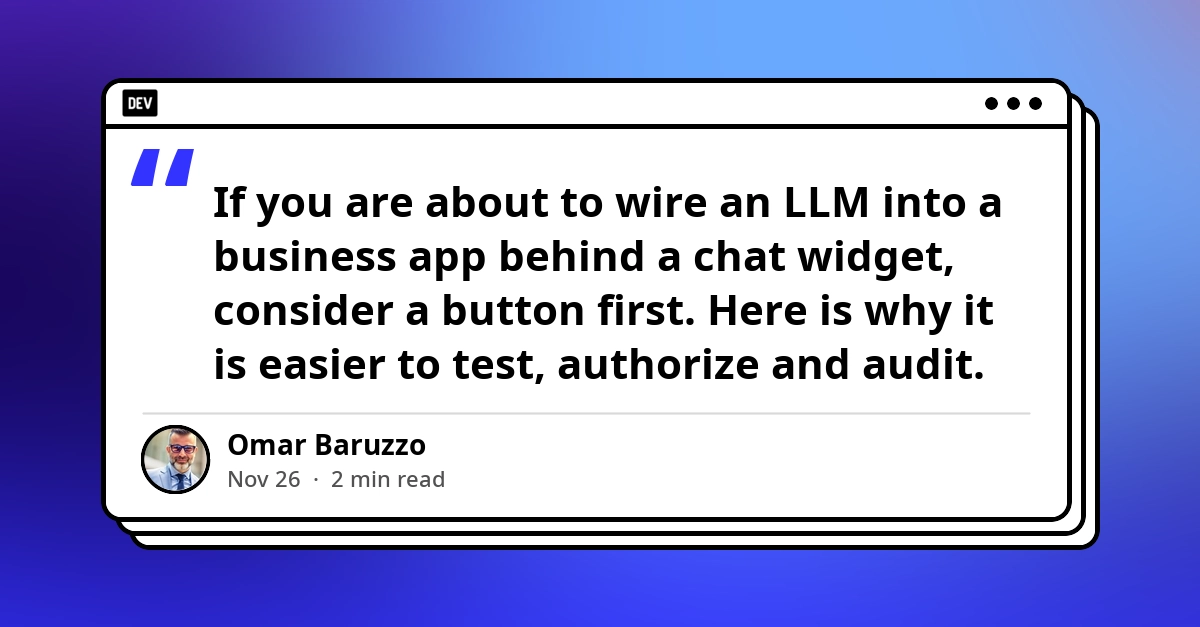 DEV
“
If you are about to wire an LLM into a
business app behind a chat widget,
consider a button first. Here is why it
is easier to test, authorize and audit.
Omar Baruzzo
Nov 26 · 2 min read